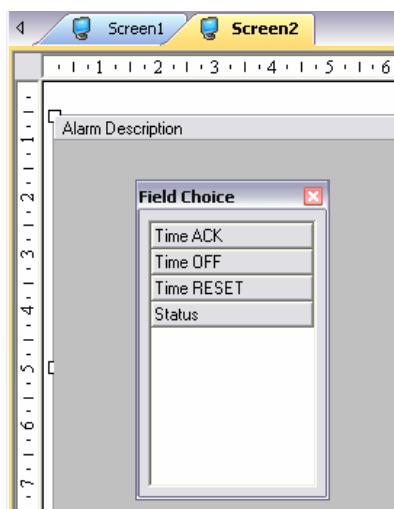 Screen1 Screen2
1 2 3 4 5 6
Alarm Description
1
2
3
4
5
6
7
Field Choice
Time ACK
Time OFF
Time RESET
Status